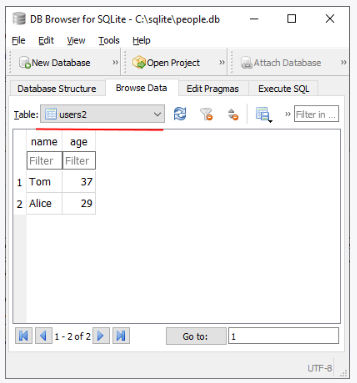 DB Browser for SQLite - C:\sqlite\people.db
File Edit View Tools Help
New Database » Open Project » Attach Database »
Database Structure Browse Data Edit Pragmas Execute SQL
Table: users2 » Filter in ...
name age
Filter Filter
1 Tom 37
2 Alice 29
1 - 2 of 2 Go to: 1
UTF-8